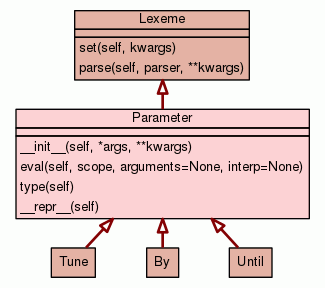 Lexeme
set(self, kwargs)
parse(self, parser, **kwargs)
Parameter
__init__(self, *args, **kwargs)
eval(self, scope, arguments=None, interp=None)
type(self)
__repr__(self)
Tune
By
Until